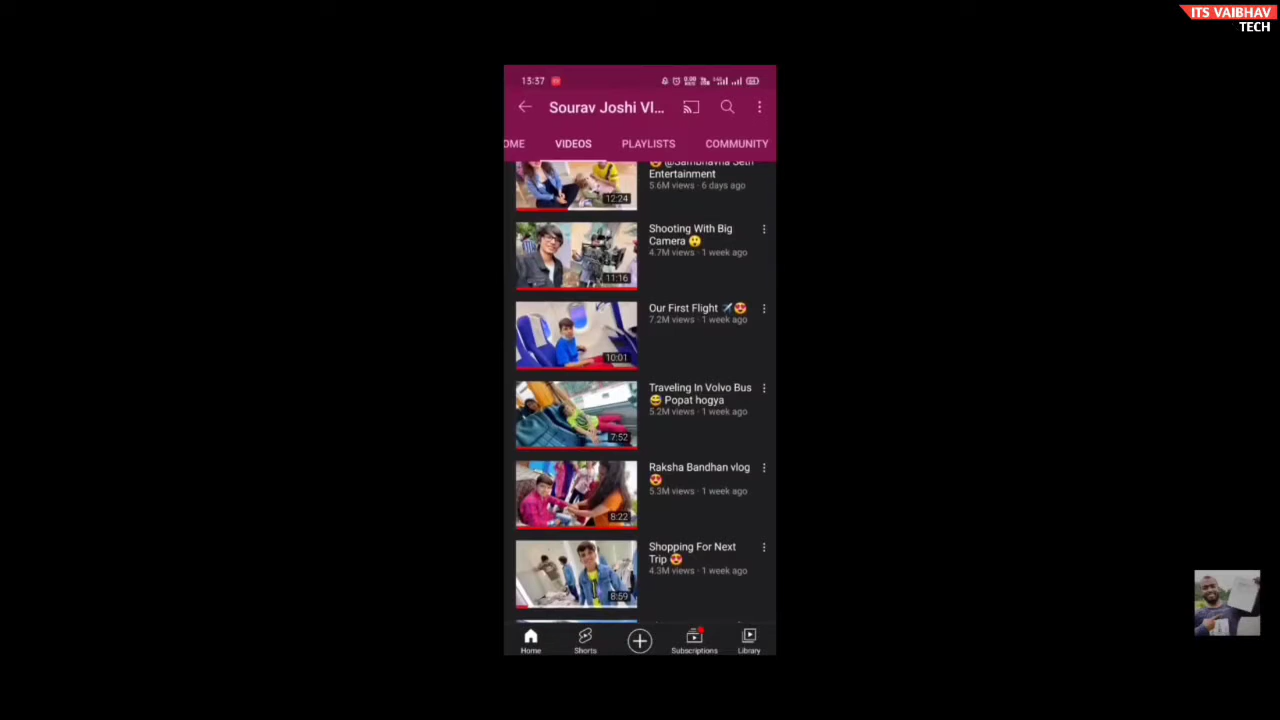 ITS VAIBHAV
TECH
13:37
Sourav Joshi Vl...
OME
VIDEOS
PLAYLISTS
COMMUNITY
😍 @Sambhavna Seth
Entertainment
5.6M views · 6 days ago
12:24
Shooting With Big
Camera 😲
4.7M views · 1 week ago
11:16
Our First Flight ✈️😍
7.2M views · 1 week ago
10:01
Traveling In Volvo Bus
😂 Popat hogya
5.2M views · 1 week ago
7:52
Raksha Bandhan vlog
😍
5.3M views · 1 week ago
8:22
Shopping For Next
Trip 😍
4.3M views · 1 week ago
8:59
Home
Shorts
Subscriptions
Library